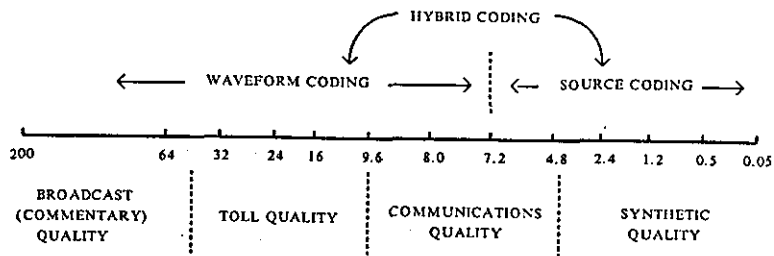 HYBRID CODING
WAVEFORM CODING
SOURCE CODING
200 64 32 24 16 9.6 8.0 7.2 4.8 2.4 1.2 0.5 0.05
BROADCAST
(COMMENTARY)
QUALITY
TOLL QUALITY
COMMUNICATIONS
QUALITY
SYNTHETIC
QUALITY